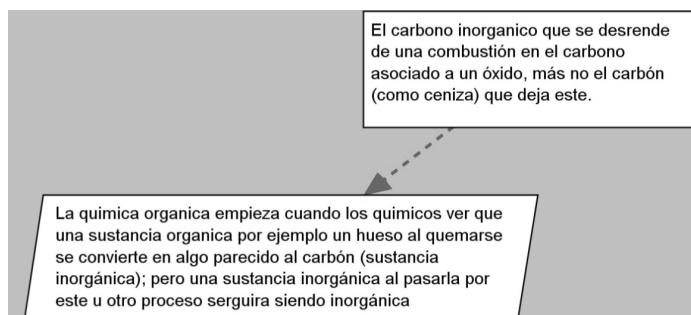 El carbono inorganico que se desrende
de una combustión en el carbono
asociado a un óxido, más no el carbón
(como ceniza) que deja este.
La quimica organica empieza cuando los quimicos ver que
una sustancia organica por ejemplo un hueso al quemarse
se convierte en algo parecido al carbón (sustancia
inorgánica); pero una sustancia inorgánica al pasarla por
este u otro proceso serguira siendo inorgánica